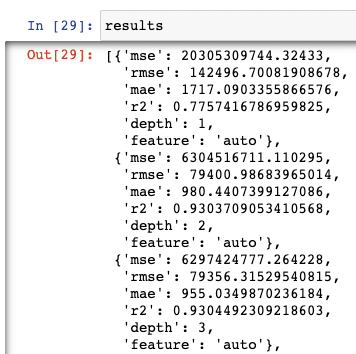 In [29]: results
Out[29]: [{'mse': 20305309744.32433,
'rmse': 142496.70081908678,
'mae': 1717.0903355866576,
'r2': 0.7757416786959825,
'depth': 1,
'feature': 'auto'},
{'mse': 6304516711.110295,
'rmse': 79400.98683965014,
'mae': 980.4407399127086,
'r2': 0.9303709053410568,
'depth': 2,
'feature': 'auto'},
{'mse': 6297424777.264228,
'rmse': 79356.31529540815,
'mae': 955.0349870236184,
'r2': 0.9304492309218603,
'depth': 3,
'feature': 'auto'},